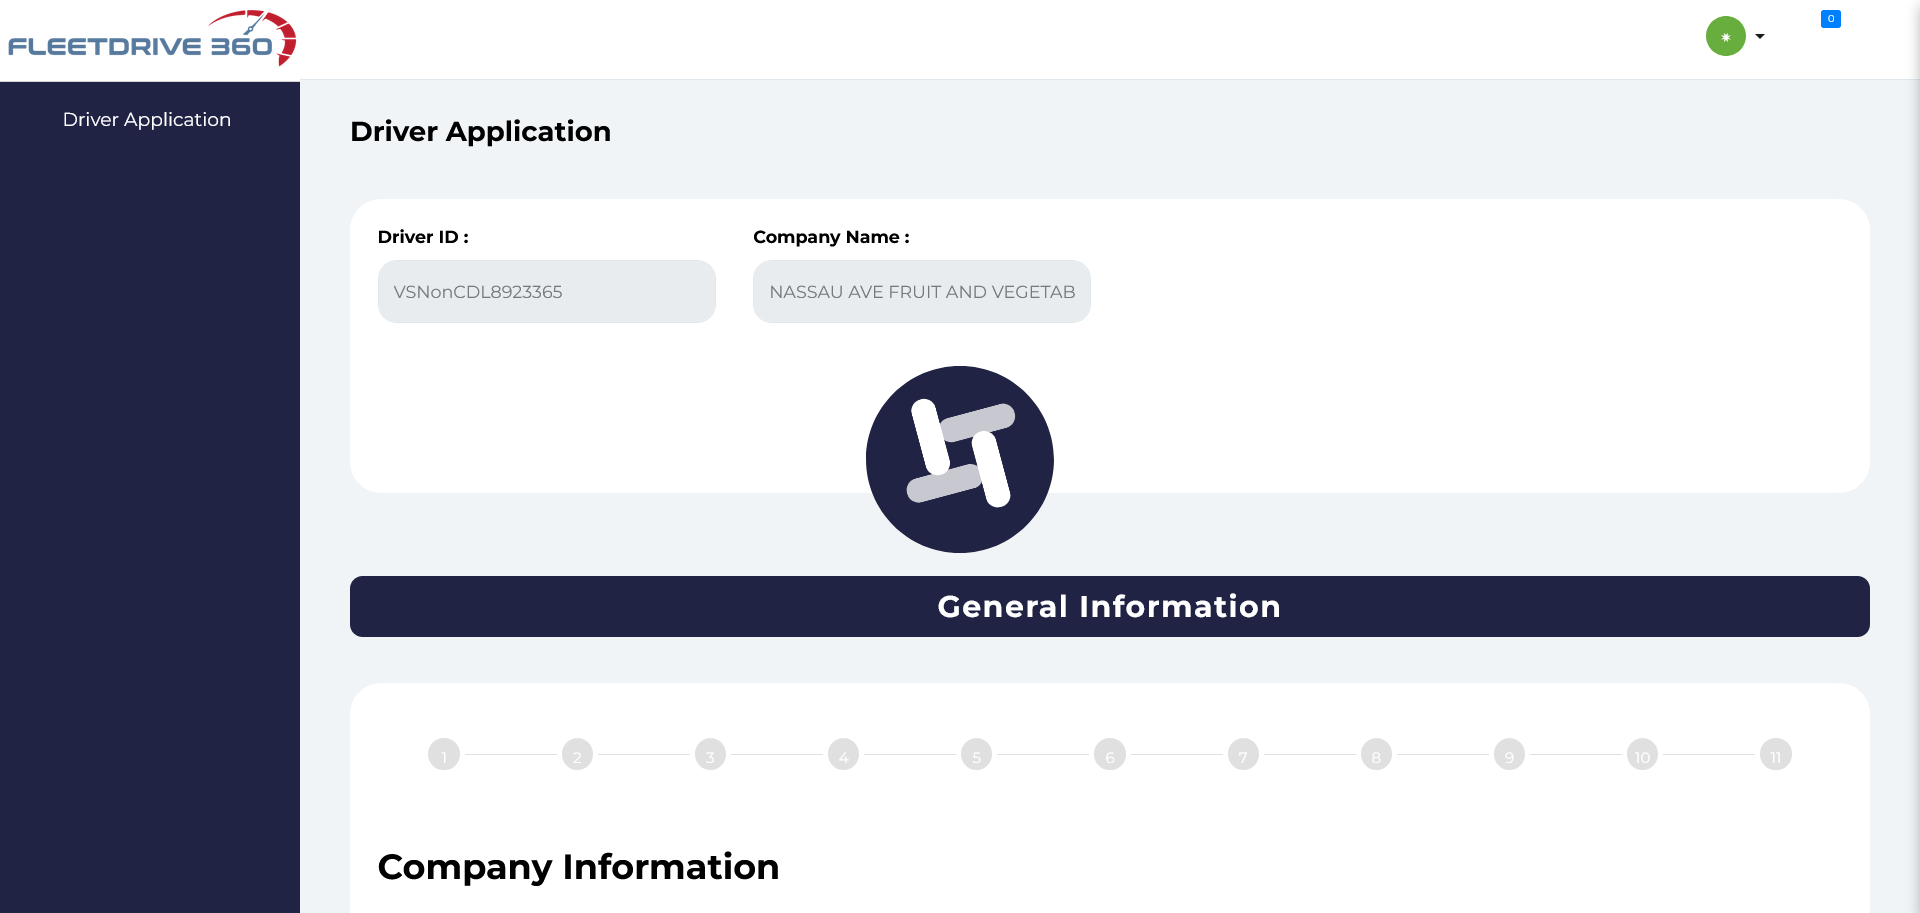 FLEETDRIVE 360
0
Driver Application
Driver Application
Driver ID :
Company Name :
VSNonCDL8923365
NASSAU AVE FRUIT AND VEGETAB
General Information
1 2 3 4 5 6 7 8 9 10 11
Company Information